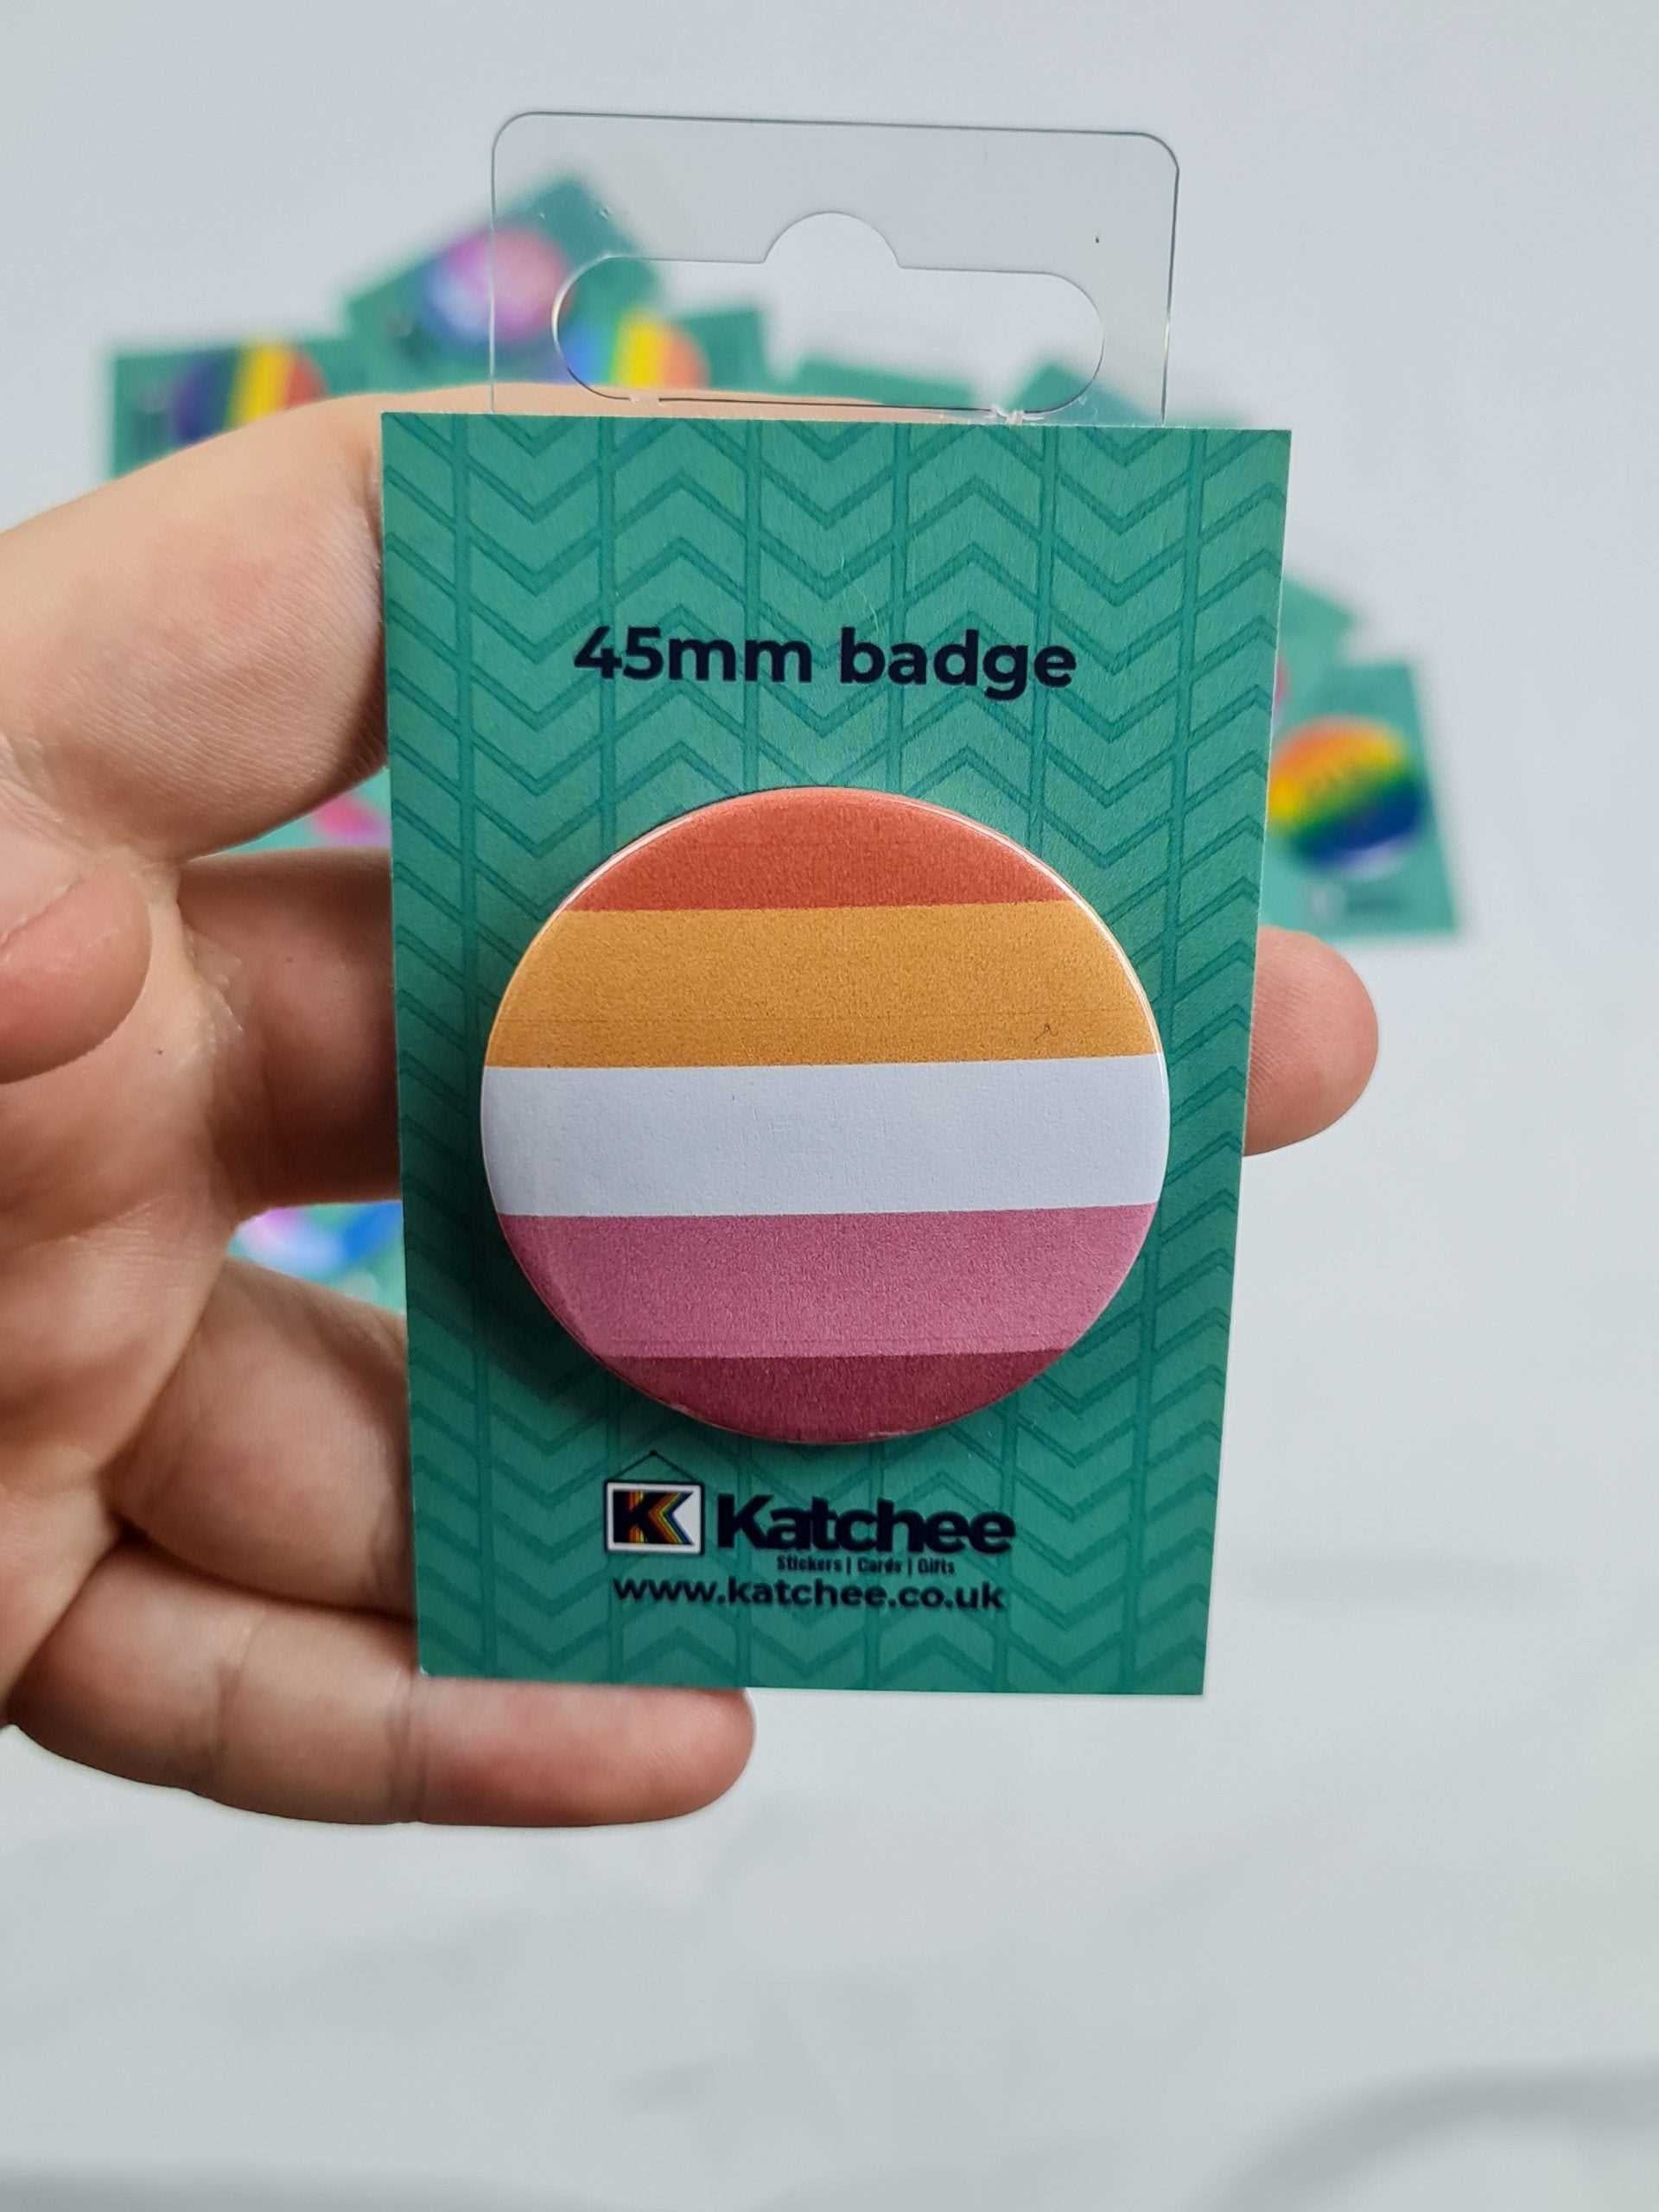 45mm badge
K Katchee
Stickers | Cards | Gifts
www.katchee.co.uk